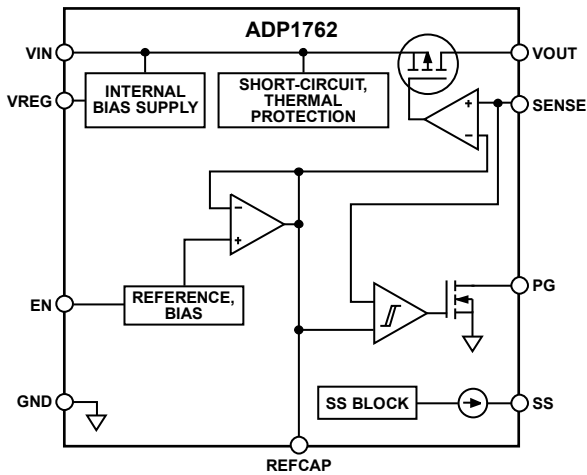 ADP1762
VIN
VOUT
VREG
INTERNAL
BIAS SUPPLY
SHORT-CIRCUIT,
THERMAL
PROTECTION
+
−
SENSE
−
+
EN
REFERENCE,
BIAS
PG
GND
SS BLOCK
SS
REFCAP